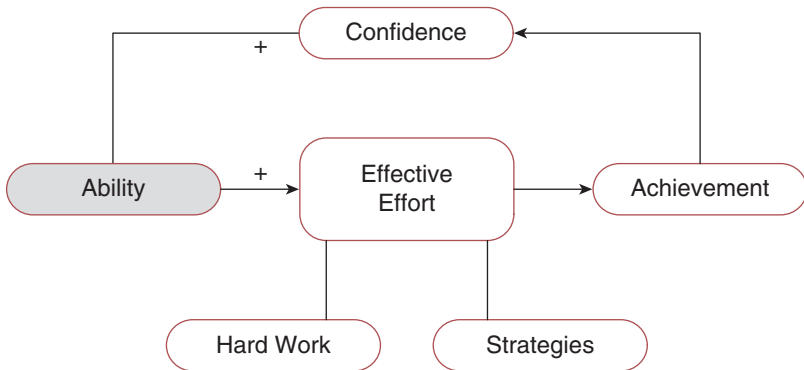 Confidence
+
Ability
+
Effective
Effort
Achievement
Hard Work
Strategies